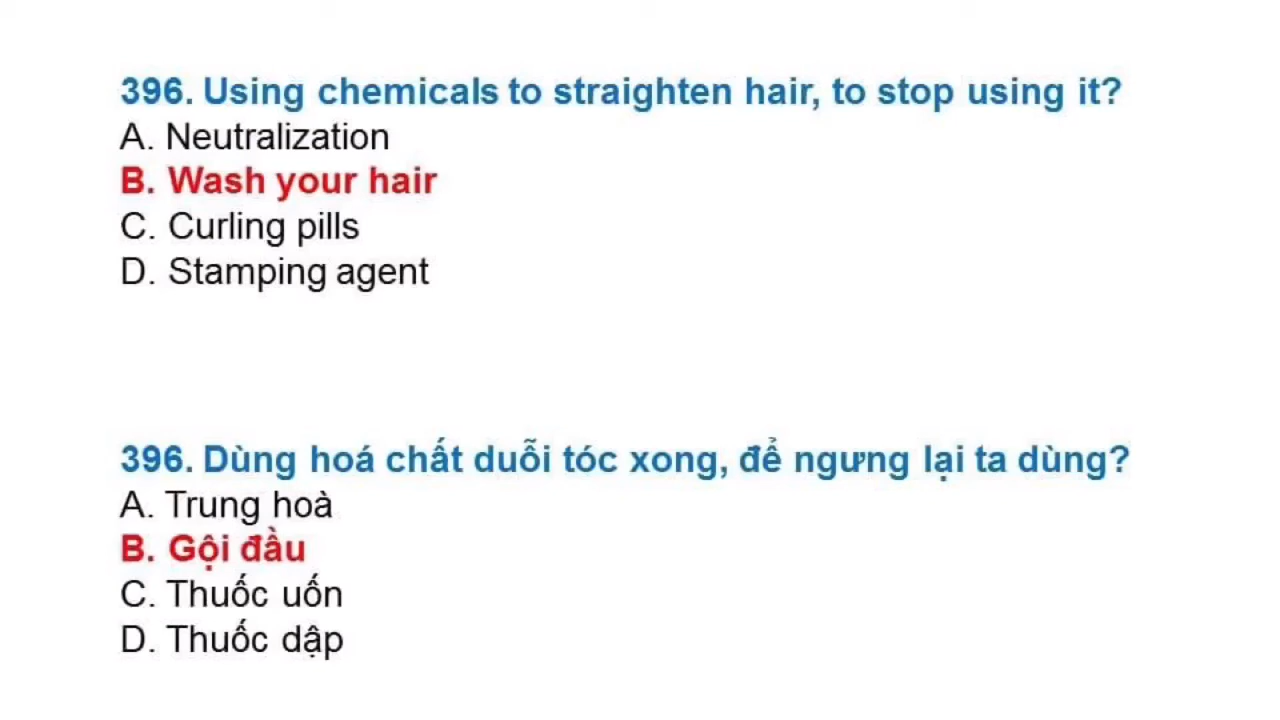 396. Using chemicals to straighten hair, to stop using it?
A. Neutralization
B. Wash your hair
C. Curling pills
D. Stamping agent
396. Dùng hoá chất duỗi tóc xong, để ngưng lại ta dùng?
A. Trung hoà
B. Gội đầu
C. Thuốc uốn
D. Thuốc dập